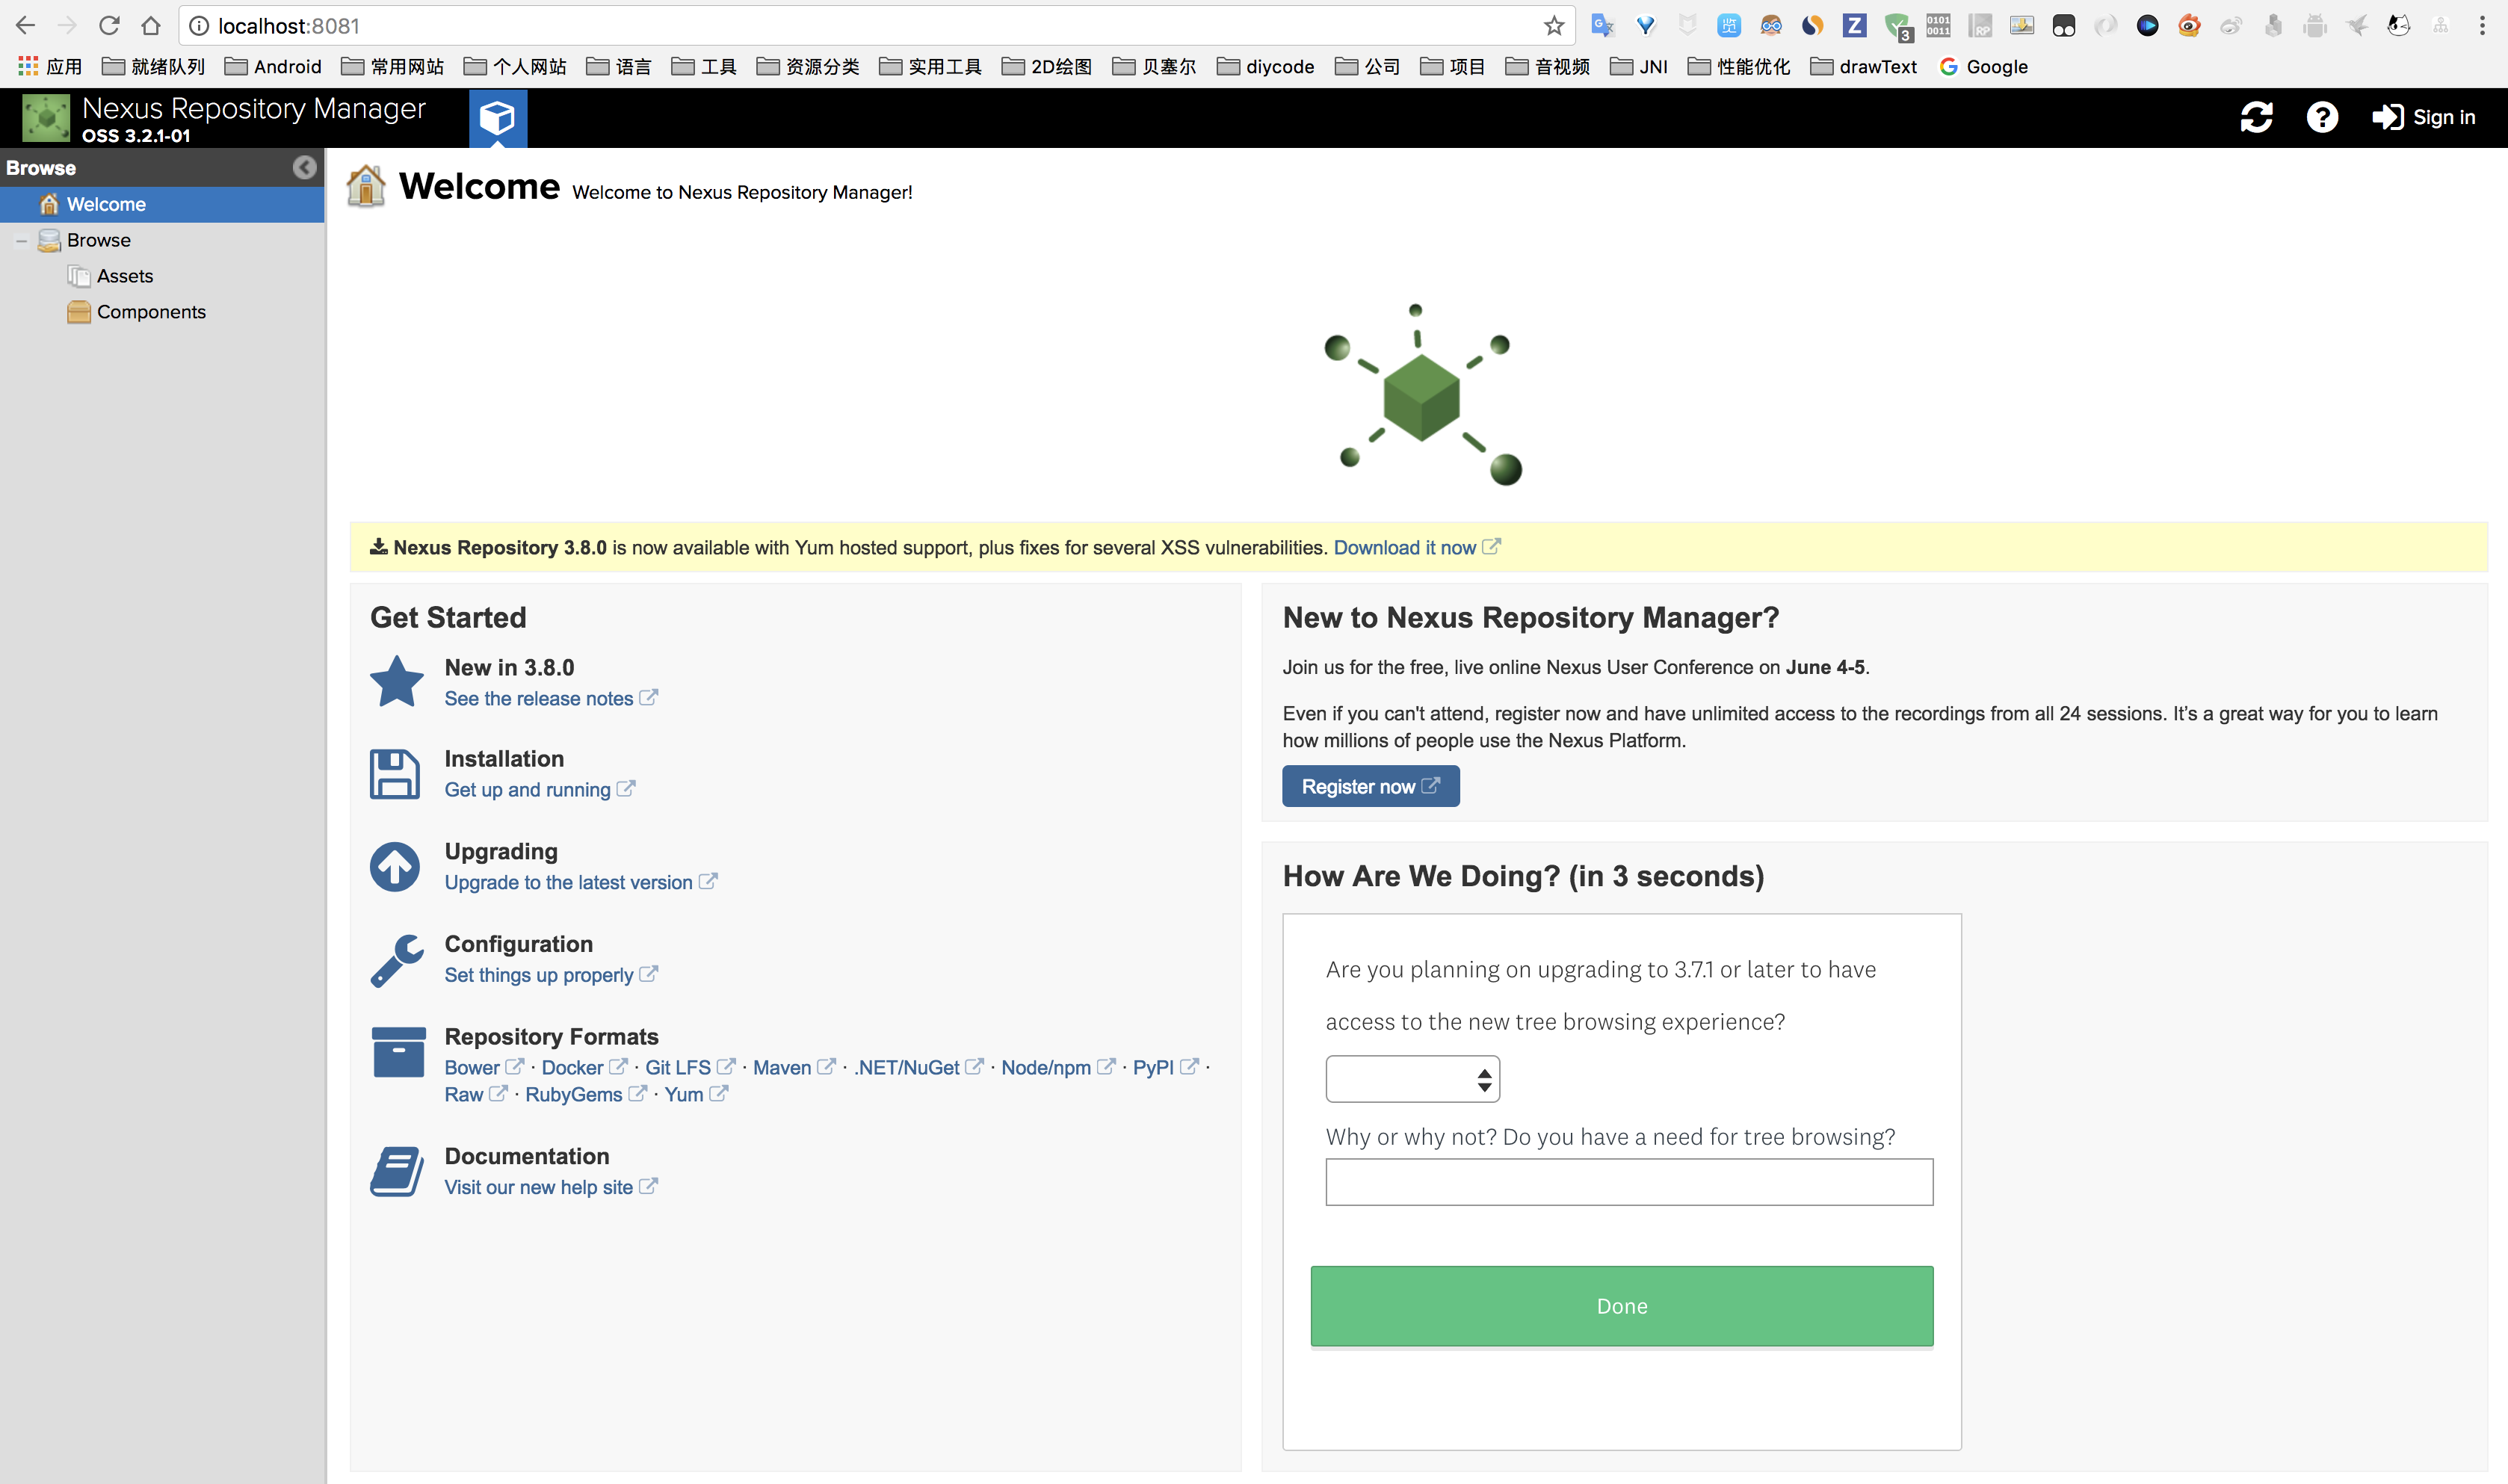 localhost:8081
3
0101
0011
RP
应用 就绪队列 Android 常用网站 个人网站 语言 工具 资源分类 实用工具 2D绘图 贝塞尔 diycode 公司 项目 音视频 JNI 性能优化 drawText Google
Nexus Repository Manager
OSS 3.2.1-01
Sign in
Browse
Welcome
Browse
Assets
Components
Welcome Welcome to Nexus Repository Manager!
Nexus Repository 3.8.0 is now available with Yum hosted support, plus fixes for several XSS vulnerabilities. Download it now
Get Started
New in 3.8.0
See the release notes
Installation
Get up and running
Upgrading
Upgrade to the latest version
Configuration
Set things up properly
Repository Formats
Bower · Docker · Git LFS · Maven · .NET/NuGet · Node/npm · PyPI ·
Raw · RubyGems · Yum
Documentation
Visit our new help site
New to Nexus Repository Manager?
Join us for the free, live online Nexus User Conference on June 4-5.
Even if you can't attend, register now and have unlimited access to the recordings from all 24 sessions. It’s a great way for you to learn
how millions of people use the Nexus Platform.
Register now
How Are We Doing? (in 3 seconds)
Are you planning on upgrading to 3.7.1 or later to have
access to the new tree browsing experience?
Why or why not? Do you have a need for tree browsing?
Done